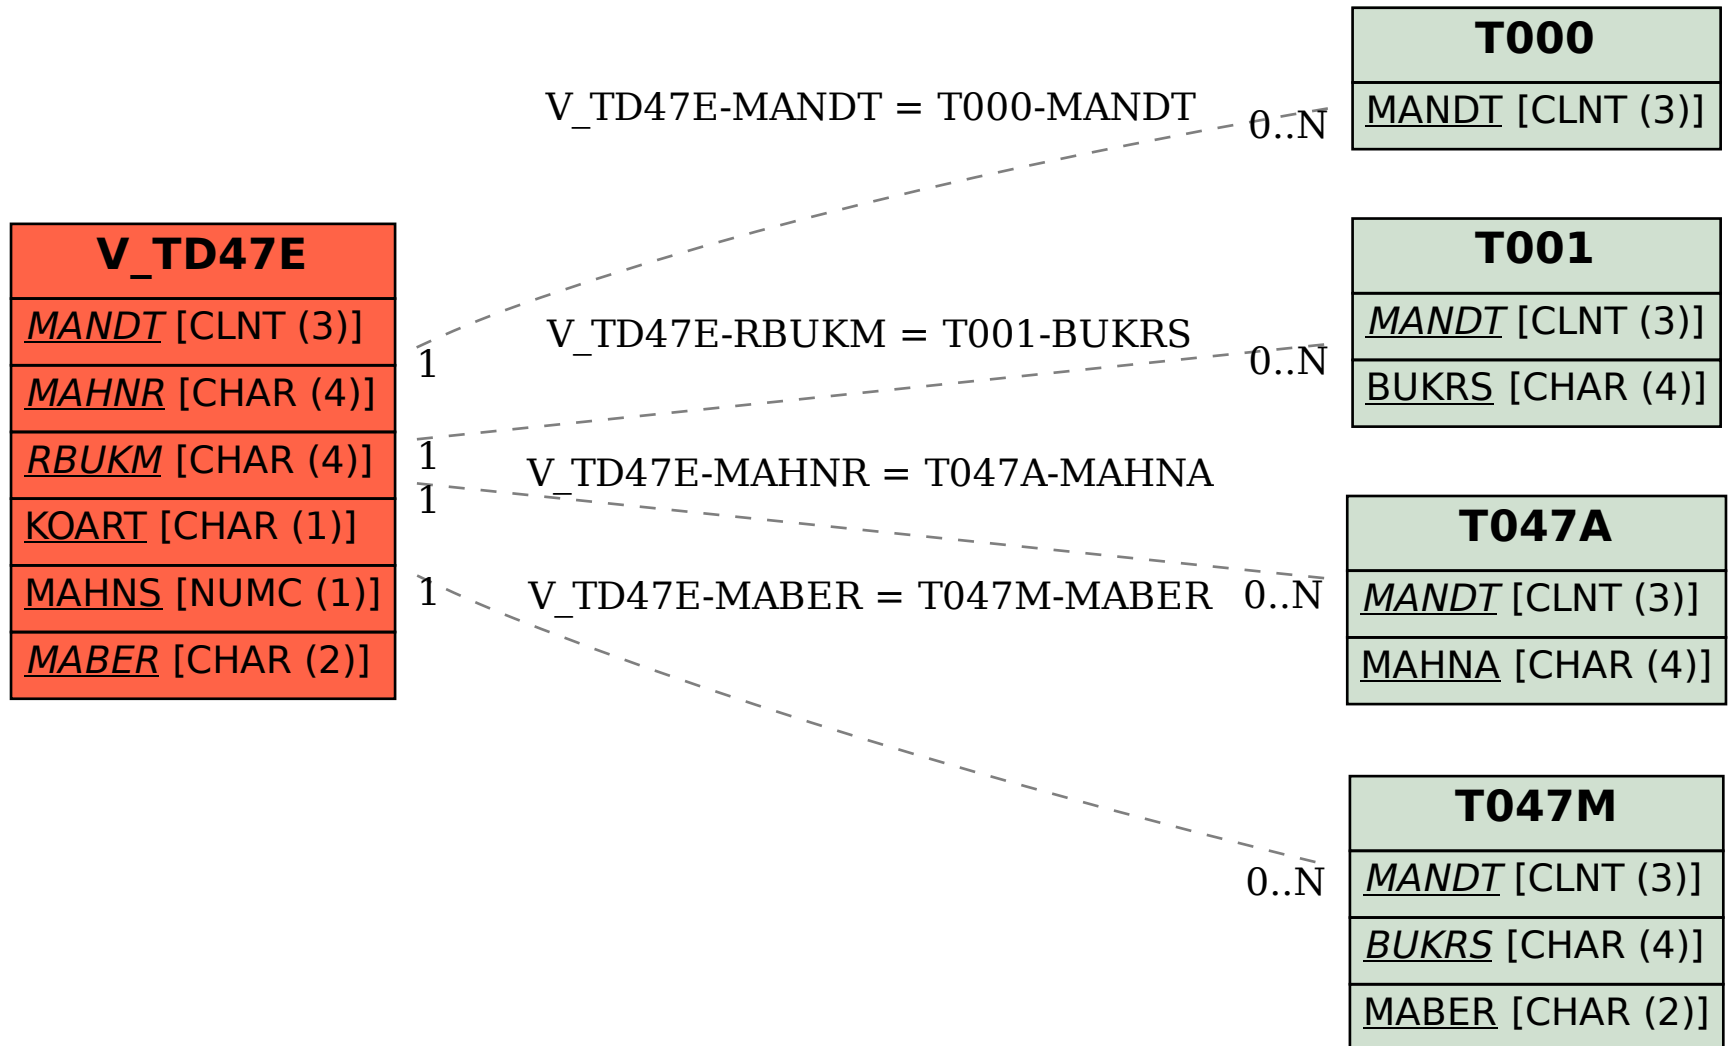 V_TD47E
MANDT [CLNT (3)]
MAHNR [CHAR (4)]
RBUKM [CHAR (4)]
KOART [CHAR (1)]
MAHNS [NUMC (1)]
MABER [CHAR (2)]
V_TD47E-MANDT = T000-MANDT
1
0..N
V_TD47E-RBUKM = T001-BUKRS
1
0..N
V_TD47E-MAHNR = T047A-MAHNA
1
0..N
V_TD47E-MABER = T047M-MABER
1
0..N
T000
MANDT [CLNT (3)]
T001
MANDT [CLNT (3)]
BUKRS [CHAR (4)]
T047A
MANDT [CLNT (3)]
MAHNA [CHAR (4)]
T047M
MANDT [CLNT (3)]
BUKRS [CHAR (4)]
MABER [CHAR (2)]